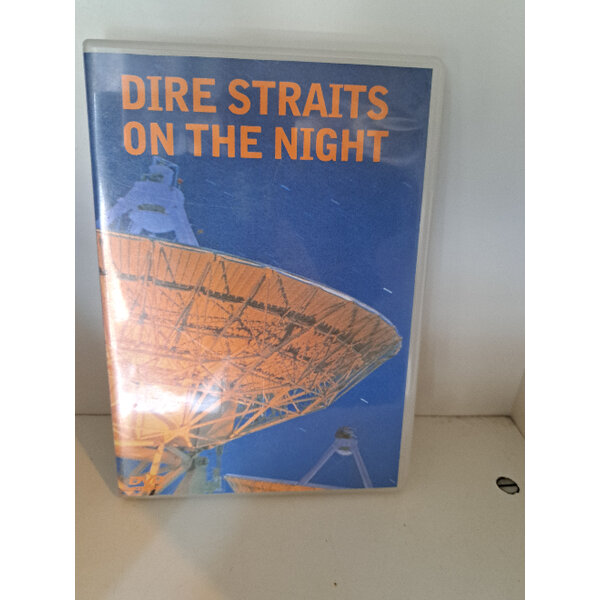 DIRE STRAITS
ON THE NIGHT